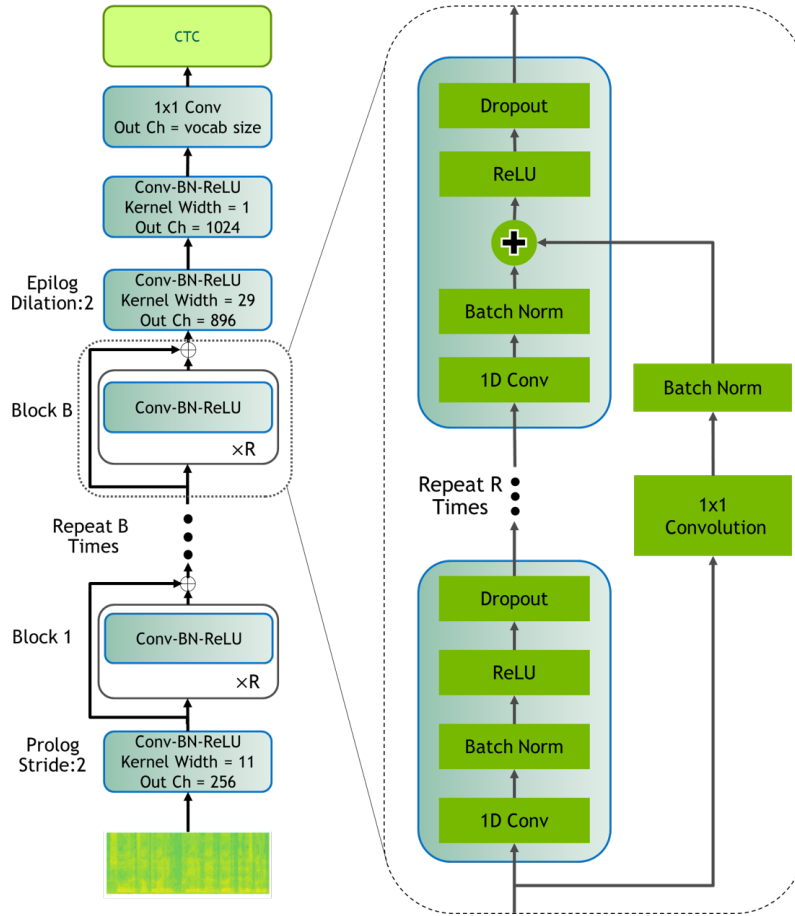 CTC
1x1 Conv
Out Ch = vocab size
Conv-BN-ReLU
Kernel Width = 1
Out Ch = 1024
Epilog
Dilation:2
Conv-BN-ReLU
Kernel Width = 29
Out Ch = 896
Block B
Conv-BN-ReLU
×R
Repeat B
Times
Block 1
Conv-BN-ReLU
×R
Prolog
Stride:2
Conv-BN-ReLU
Kernel Width = 11
Out Ch = 256
Dropout
ReLU
Batch Norm
1D Conv
Batch Norm
Repeat R
Times
1x1
Convolution
Dropout
ReLU
Batch Norm
1D Conv